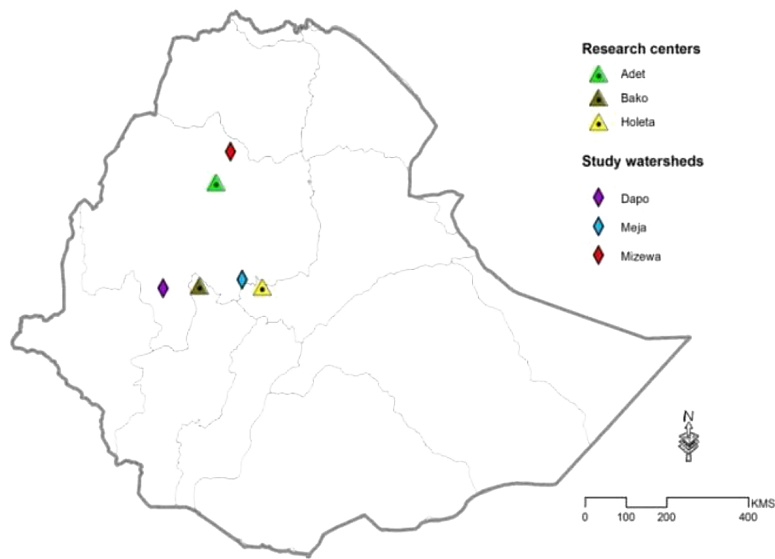 Research centers
Adet
Bako
Holeta
Study watersheds
Dapo
Meja
Mizewa
N
KMS
0 100 200 400